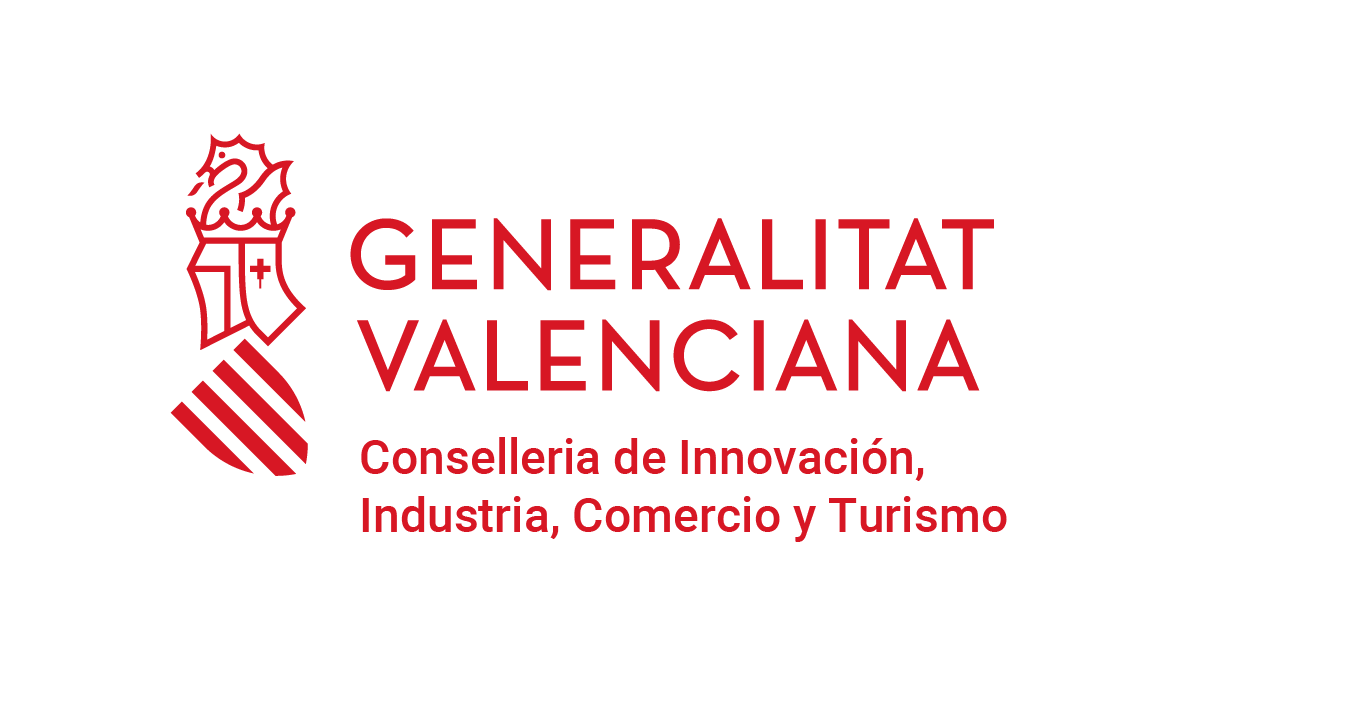 GENERALITAT
VALENCIANA
Conselleria de Innovación,
Industria, Comercio y Turismo